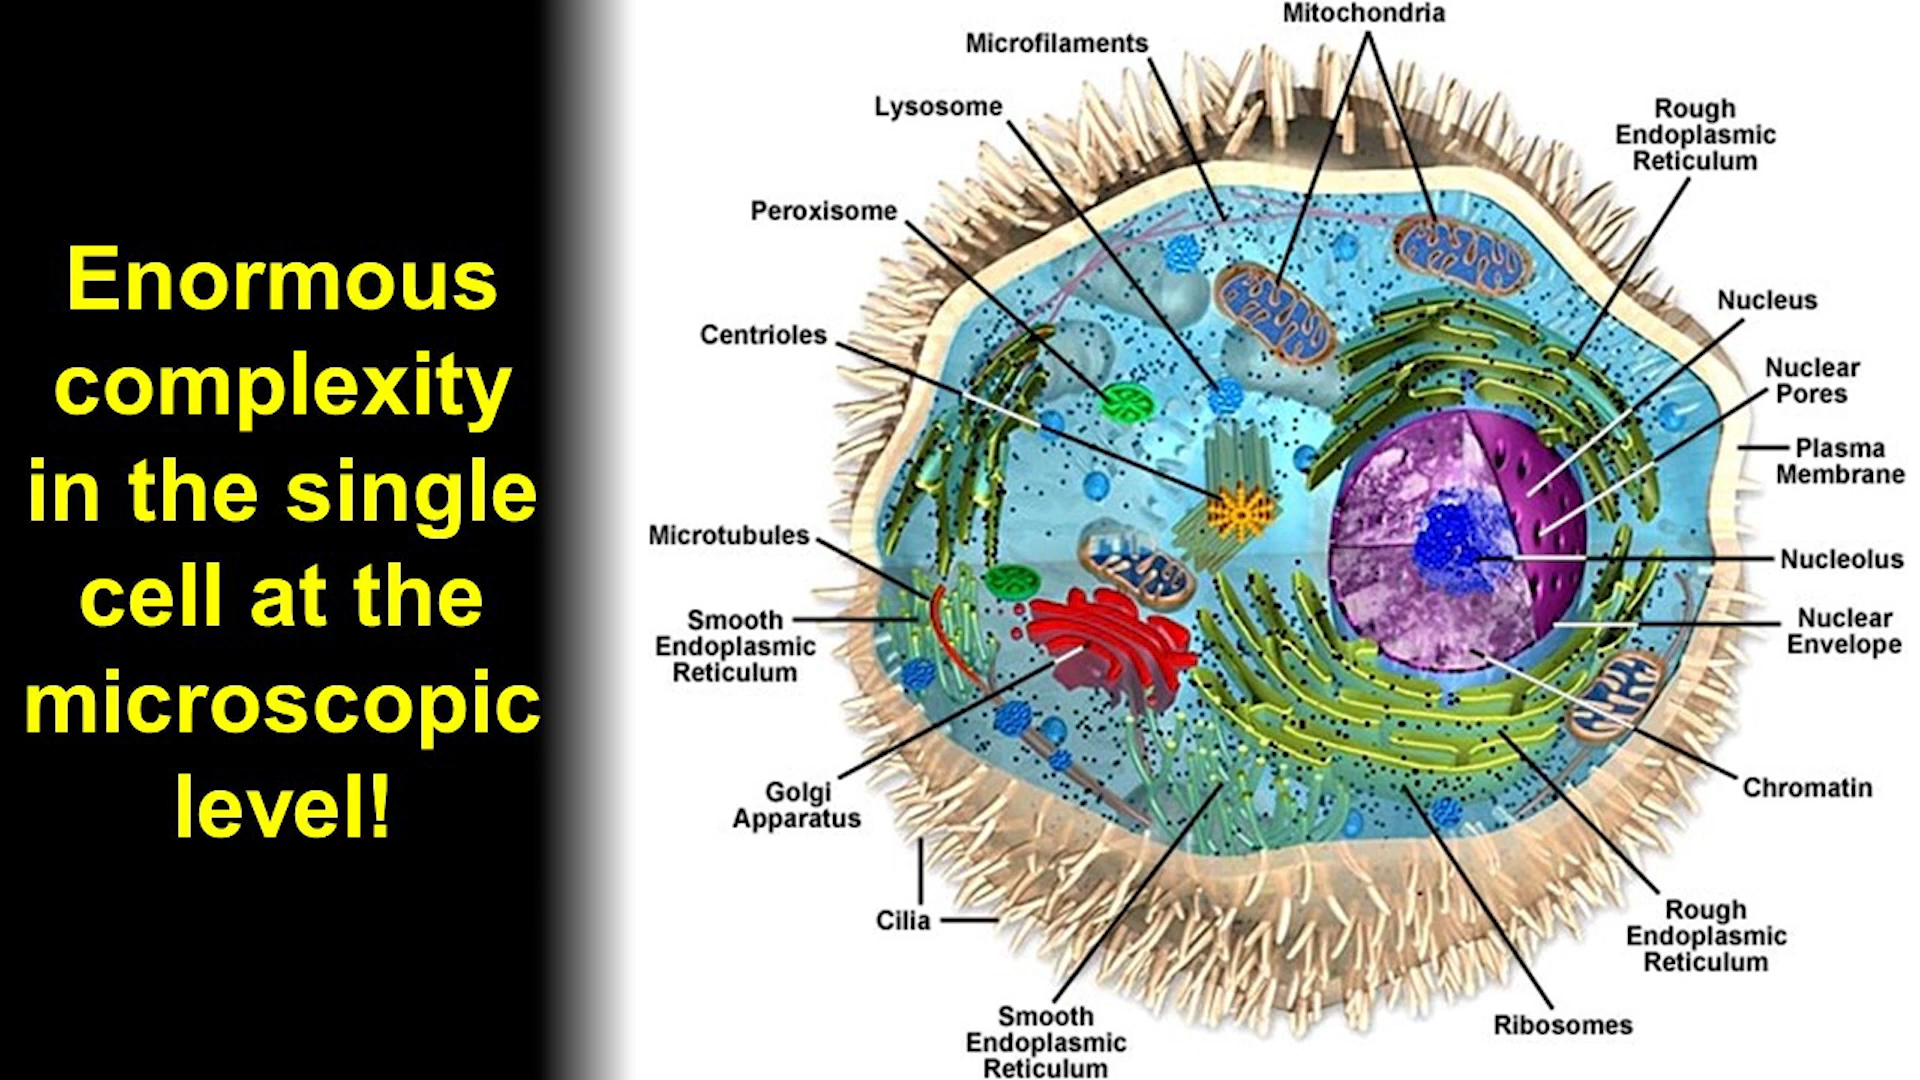 Enormous
complexity
in the single
cell at the
microscopic
level!
Mitochondria
Microfilaments
Lysosome
Rough
Endoplasmic
Reticulum
Peroxisome
Nucleus
Centrioles
Nuclear
Pores
Plasma
Membrane
Microtubules
Nucleolus
Smooth
Endoplasmic
Reticulum
Nuclear
Envelope
Golgi
Apparatus
Chromatin
Cilia
Rough
Endoplasmic
Reticulum
Smooth
Endoplasmic
Reticulum
Ribosomes